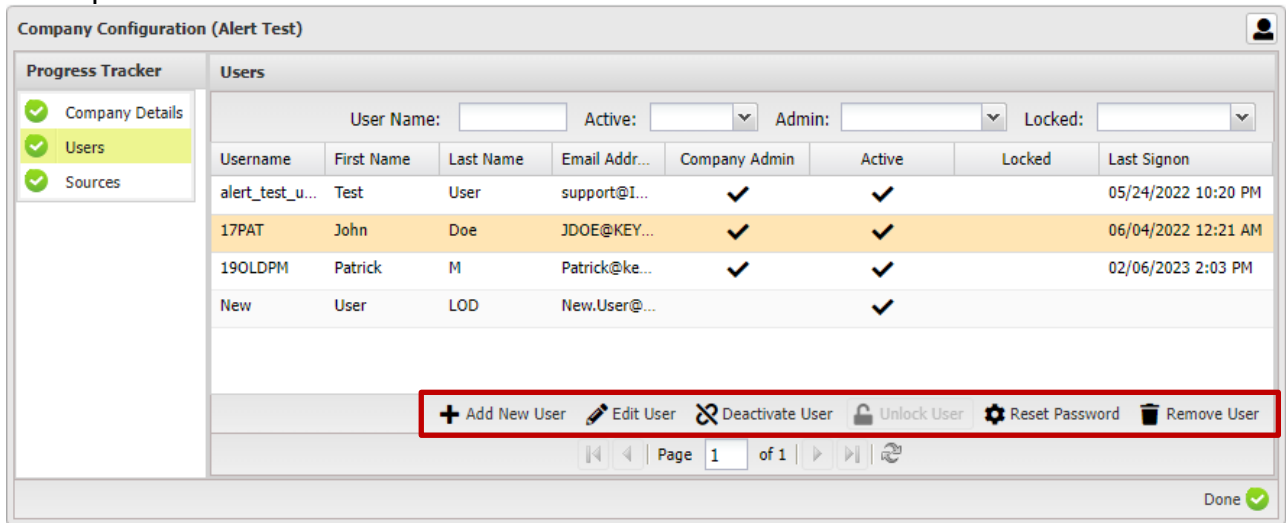 Company Configuration (Alert Test)
Progress Tracker
Company Details
Users
Sources
Users
User Name: Active: Admin: Locked:
Username First Name Last Name Email Addr... Company Admin Active Locked Last Signon
alert_test_u... Test User support@I... 05/24/2022 10:20 PM
17PAT John Doe JDOE@KEY... 06/04/2022 12:21 AM
19OLDPM Patrick M Patrick@ke... 02/06/2023 2:03 PM
New User LOD New.User@...
Add New User Edit User Deactivate User Unlock User Reset Password Remove User
Page 1 of 1
Done